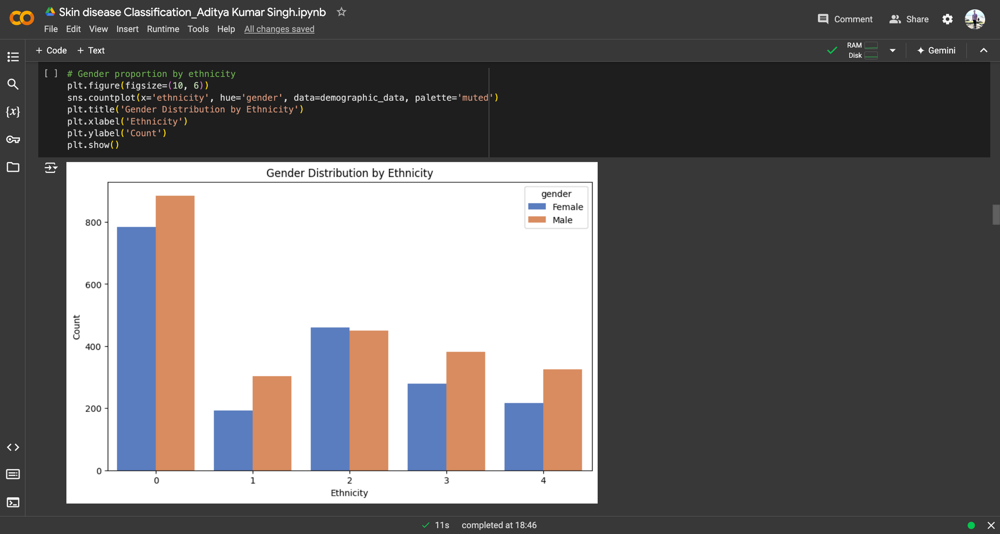 Skin disease Classification_Aditya Kumar Singh.ipynb
File Edit View Insert Runtime Tools Help All changes saved
Comment Share
+ Code + Text
RAM
Disk
Gemini
[ ] # Gender proportion by ethnicity
plt.figure(figsize=(10, 6))
sns.countplot(x='ethnicity', hue='gender', data=demographic_data, palette='muted')
plt.title('Gender Distribution by Ethnicity')
plt.xlabel('Ethnicity')
plt.ylabel('Count')
plt.show()
{x}
Gender Distribution by Ethnicity
gender
Female
Male
800
600
400
200
0
Count
0 1 2 3 4
Ethnicity
11s completed at 18:46